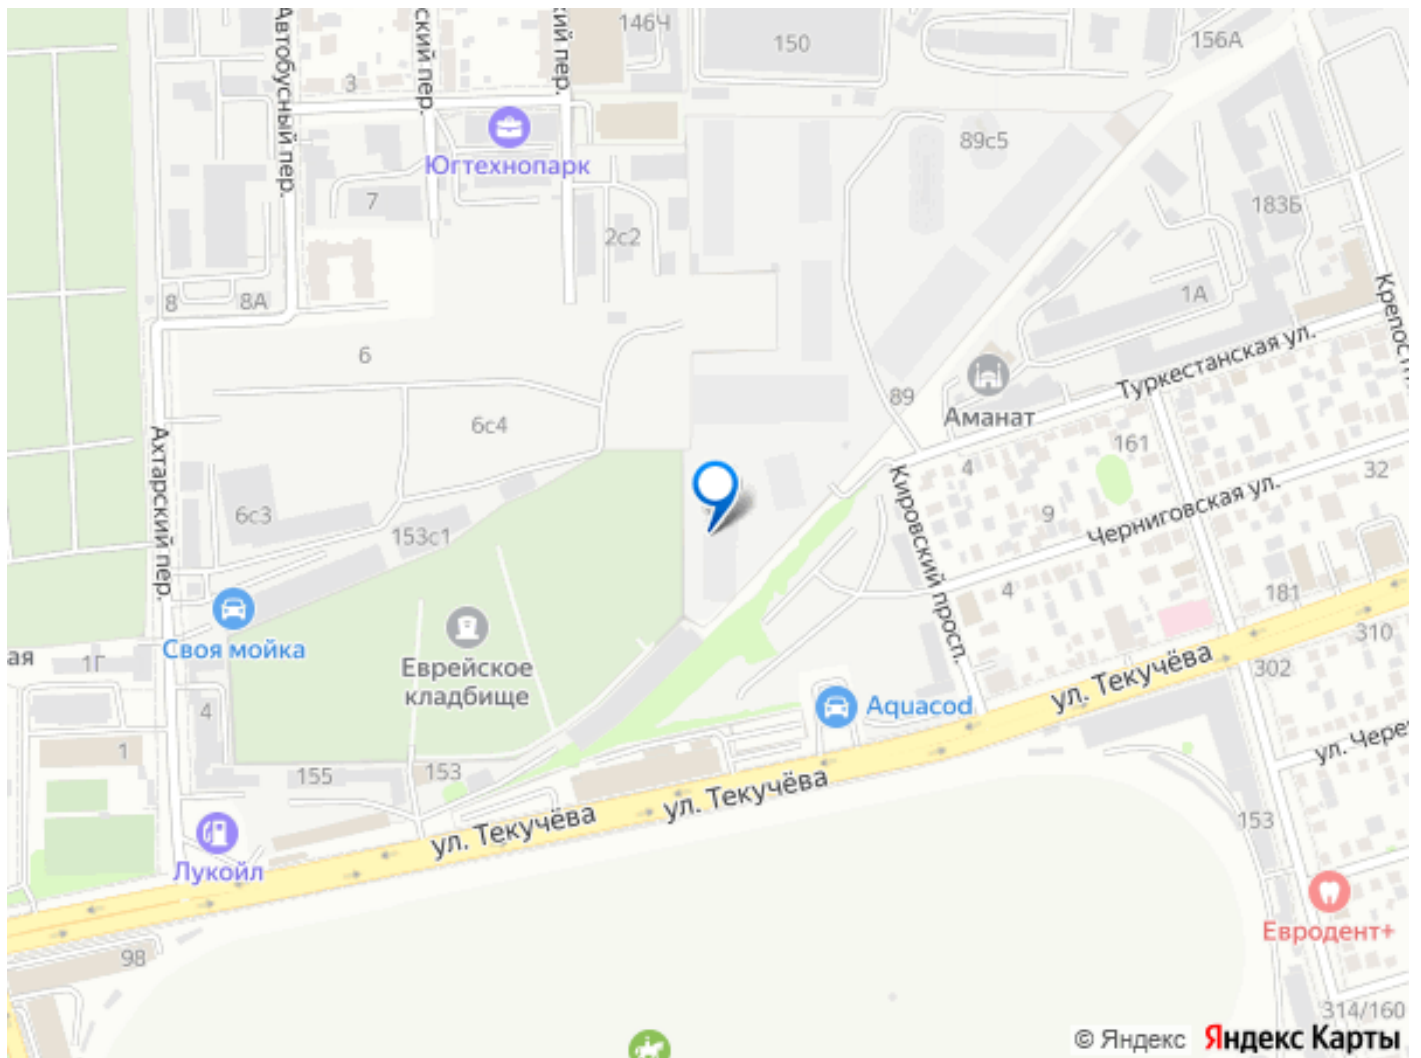 Автобусный пер.
ский пер.
кий пер.
146Ч
150
156А
3
Югтехнопарк
89с5
7
2с2
183Б
8
8А
1А
Крепостн
6
Туркестанская ул.
89
Аманат
6с4
161
4
32
Ахтарский пер.
6с3
153с1
Кировский просп.
9
Черниговская ул.
4
181
Своя мойка
Еврейское
кладбище
ая
1Г
310
302
ул. Текучёва
4
Aquacod
1
155
153
ул. Чере
ул. Текучёва
ул. Текучёва
153
Лукойл
Евродент+
98
314/160
© Яндекс Яндекс Карты